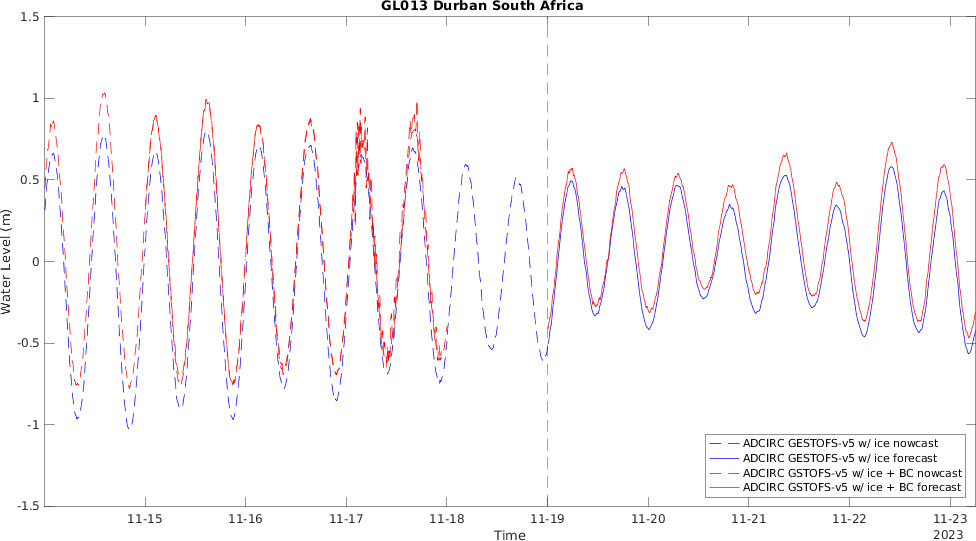 GL013 Durban South Africa
1.5
1
0.5
0
-0.5
-1
-1.5
Water Level (m)
ADCIRC GESTOFS-v5 w/ ice nowcast
ADCIRC GESTOFS-v5 w/ ice forecast
ADCIRC GSTOFS-v5 w/ ice + BC nowcast
ADCIRC GSTOFS-v5 w/ ice + BC forecast
11-15 11-16 11-17 11-18 11-19 11-20 11-21 11-22 11-23
Time
2023